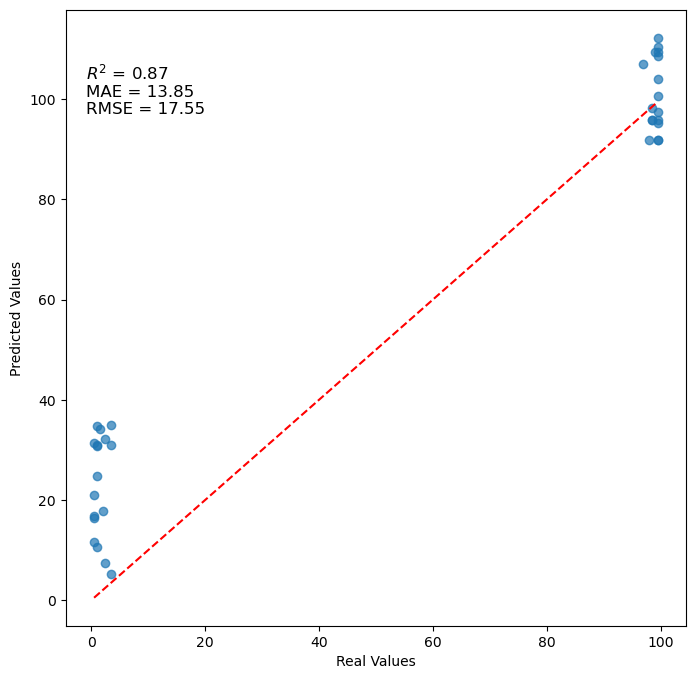 R² = 0.87
MAE = 13.85
RMSE = 17.55
100
80
60
40
20
0
Predicted Values
0 20 40 60 80 100
Real Values